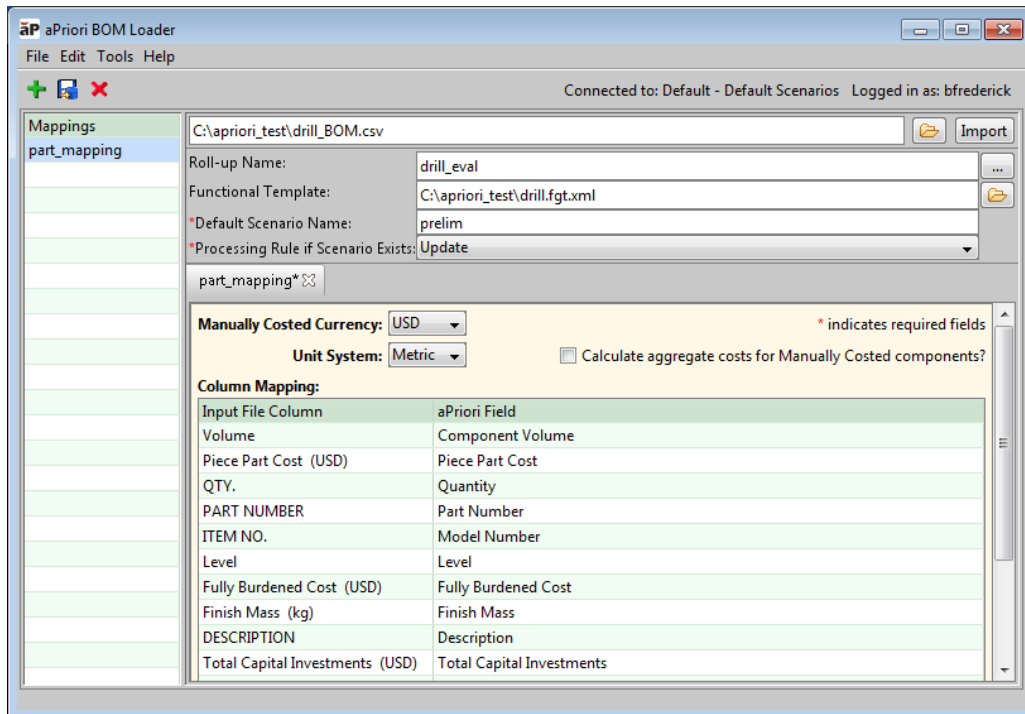 aP aPriori BOM Loader
File Edit Tools Help
Connected to: Default - Default Scenarios Logged in as: bfrederick
Mappings
part_mapping
C:\apriori_test\drill_BOM.csv Import
Roll-up Name: drill_eval ...
Functional Template: C:\apriori_test\drill.fgt.xml
*Default Scenario Name: prelim
*Processing Rule if Scenario Exists: Update
part_mapping*
Manually Costed Currency: USD * indicates required fields
Unit System: Metric Calculate aggregate costs for Manually Costed components?
Column Mapping:
Input File Column aPriori Field
Volume Component Volume
Piece Part Cost (USD) Piece Part Cost
QTY. Quantity
PART NUMBER Part Number
ITEM NO. Model Number
Level Level
Fully Burdened Cost (USD) Fully Burdened Cost
Finish Mass (kg) Finish Mass
DESCRIPTION Description
Total Capital Investments (USD) Total Capital Investments